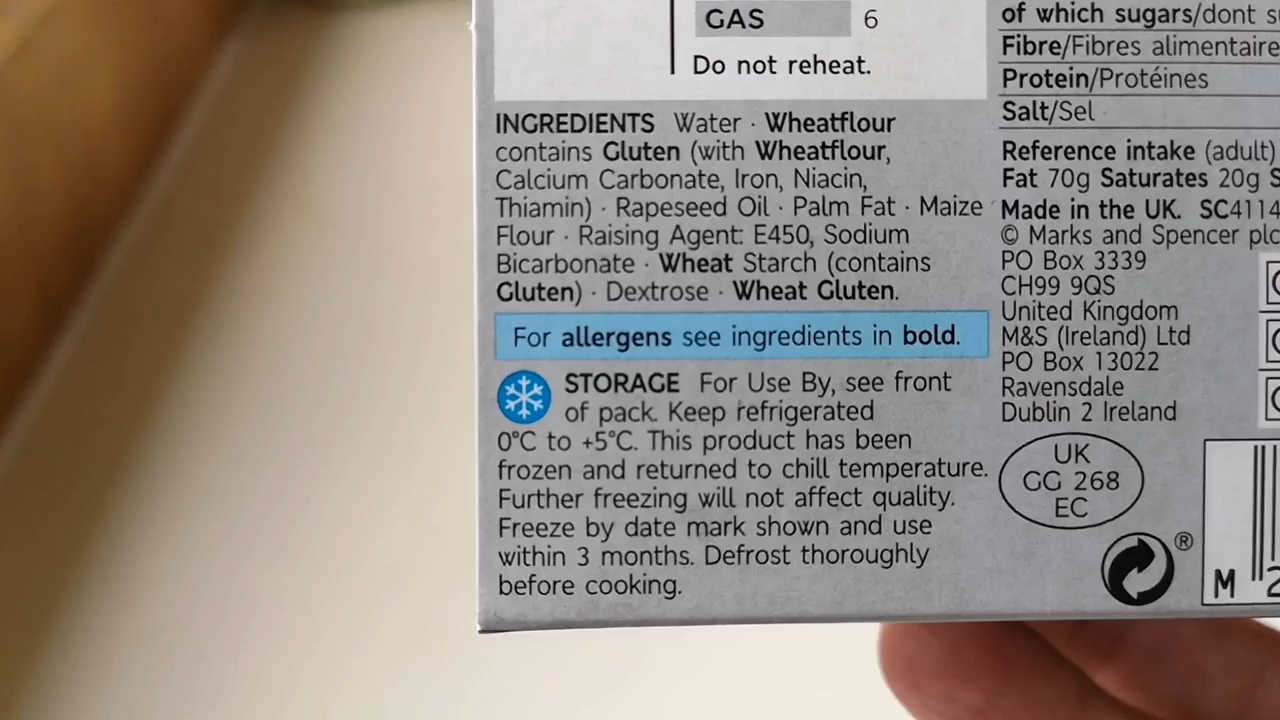 GAS 6
Do not reheat.
INGREDIENTS Water · Wheatflour
contains Gluten (with Wheatflour,
Calcium Carbonate, Iron, Niacin,
Thiamin) · Rapeseed Oil · Palm Fat · Maize
Flour · Raising Agent: E450, Sodium
Bicarbonate · Wheat Starch (contains
Gluten) · Dextrose · Wheat Gluten.
For allergens see ingredients in bold.
STORAGE For Use By, see front
of pack. Keep refrigerated
0°C to +5°C. This product has been
frozen and returned to chill temperature.
Further freezing will not affect quality.
Freeze by date mark shown and use
within 3 months. Defrost thoroughly
before cooking.
of which sugars/dont
Fibre/Fibres alimentaire
Protein/Protéines
Salt/Sel
Reference intake (adult)
Fat 70g Saturates 20g
Made in the UK. SC4114
© Marks and Spencer plc
PO Box 3339
CH99 9QS
United Kingdom
M&S (Ireland) Ltd
PO Box 13022
Ravensdale
Dublin 2 Ireland
UK
GG 268
EC
®
M 2